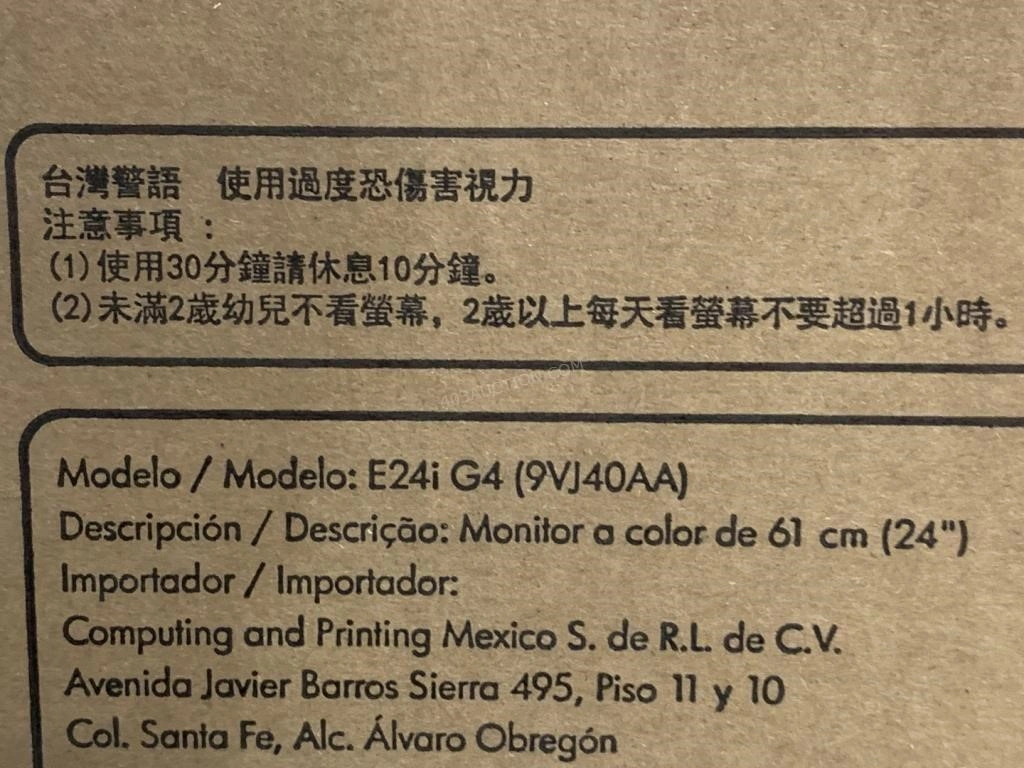 台灣警語　使用過度恐傷害視力
注意事項：
(1)使用30分鐘請休息10分鐘。
(2)未滿2歲幼兒不看螢幕，2歲以上每天看螢幕不要超過1小時。
403AUCTION.COM
Modelo / Modelo: E24i G4 (9VJ40AA)
Descripción / Descrição: Monitor a color de 61 cm (24")
Importador / Importador:
Computing and Printing Mexico S. de R.L. de C.V.
Avenida Javier Barros Sierra 495, Piso 11 y 10
Col. Santa Fe, Alc. Álvaro Obregón